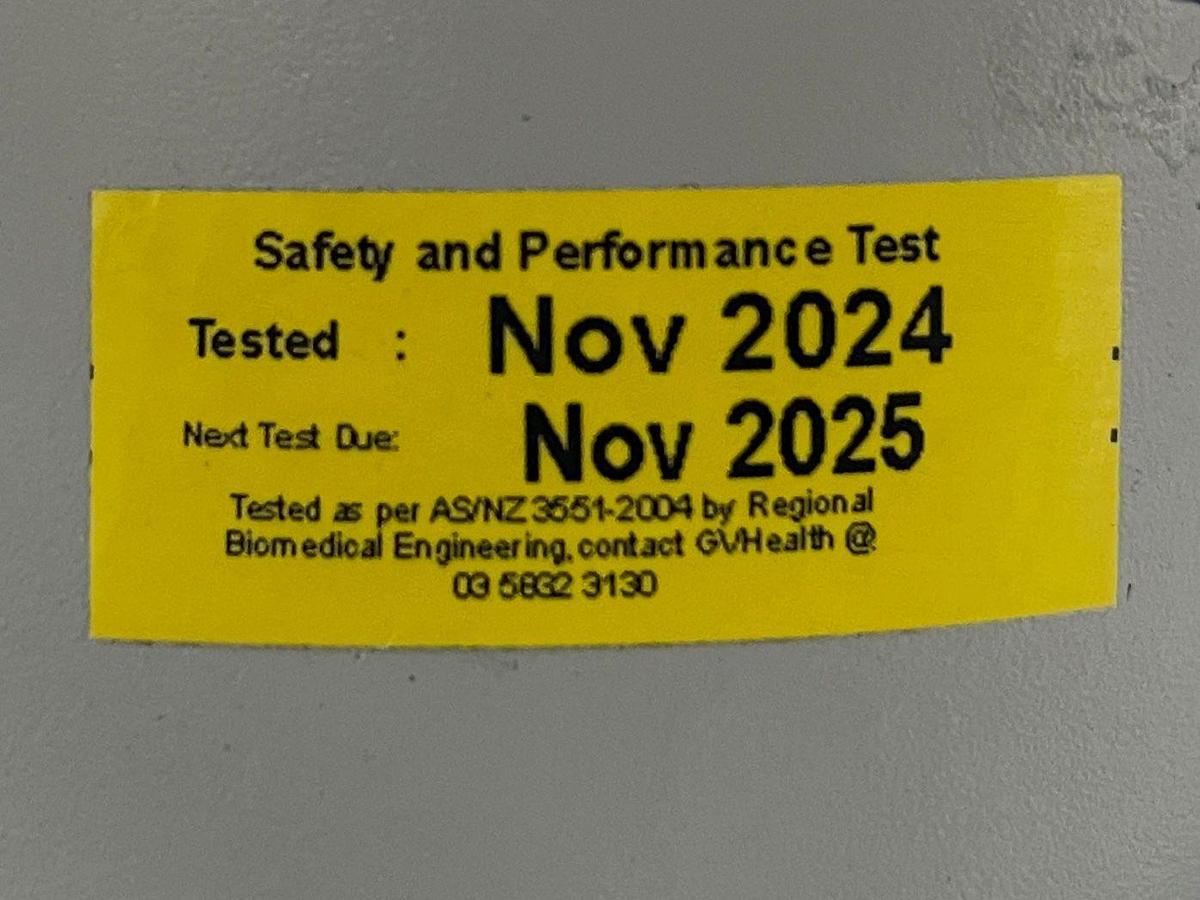 Safety and Performance Test
Tested : Nov 2024
Next Test Due: Nov 2025
Tested as per AS/NZ 3551-2004 by Regional
Biomedical Engineering, contact GVHealth @
03 5832 3130